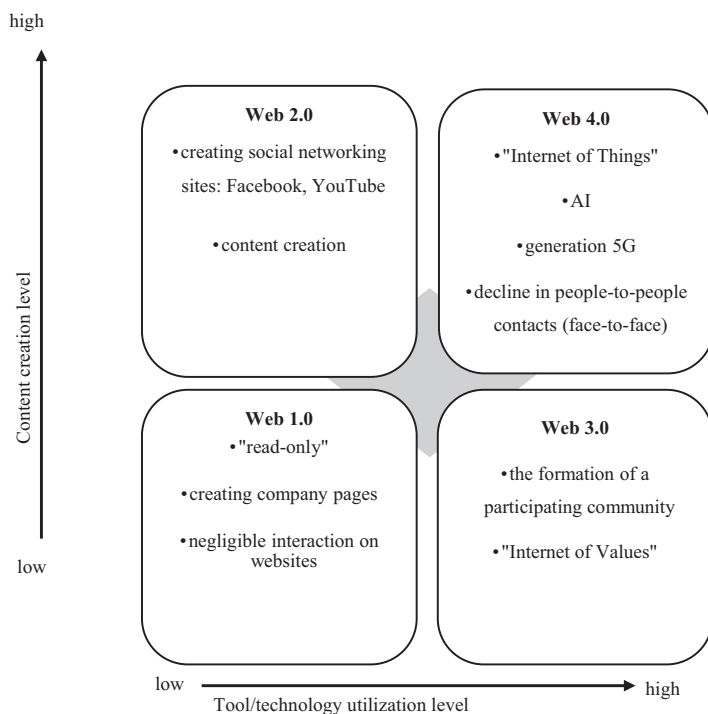 high
Web 2.0
•creating social networking
sites: Facebook, YouTube
•content creation
Web 4.0
•"Internet of Things"
•AI
•generation 5G
•decline in people-to-people
contacts (face-to-face)
Content creation level
Web 1.0
•"read-only"
•creating company pages
•negligible interaction on
websites
Web 3.0
•the formation of a
participating community
•"Internet of Values"
low
low
high
Tool/technology utilization level